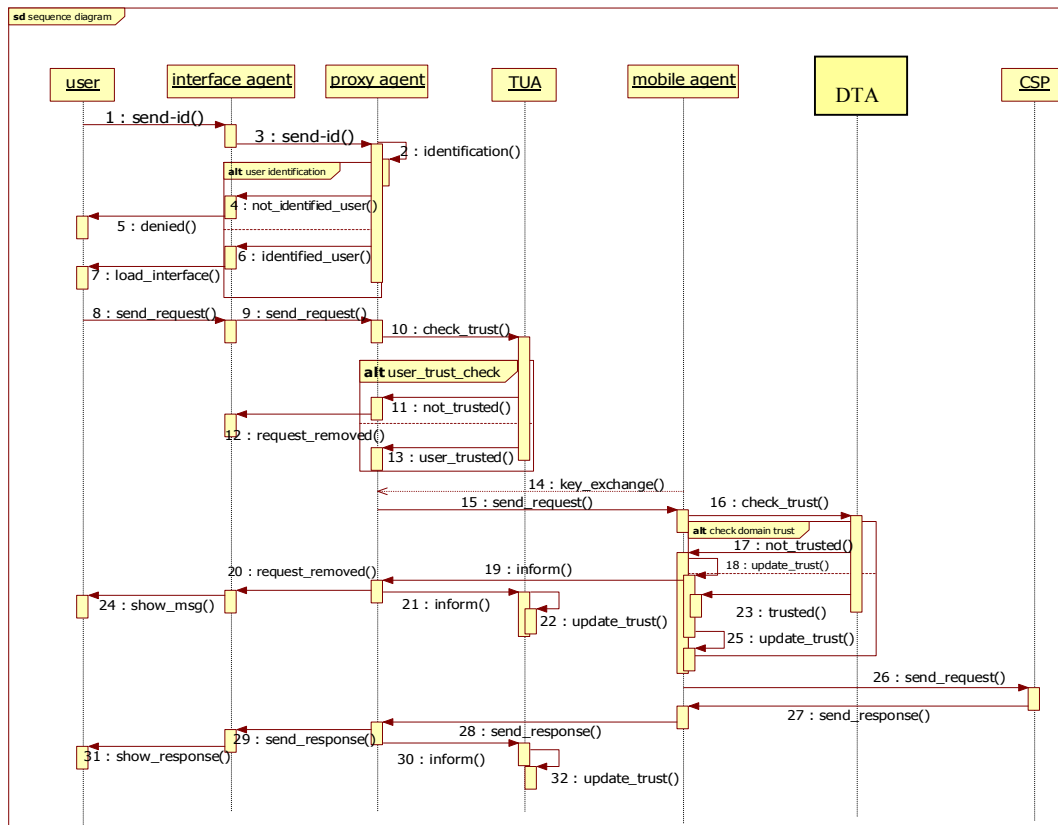 sd sequence diagram
user
interface agent
proxy agent
TUA
mobile agent
DTA
CSP
1 : send-id()
3 : send-id()
2 : identification()
alt user identification
4 : not_identified_user()
5 : denied()
6 : identified_user()
7 : load_interface()
8 : send_request()
9 : send_request()
10 : check_trust()
alt user_trust_check
11 : not_trusted()
12 : request_removed()
13 : user_trusted()
14 : key_exchange()
15 : send_request()
16 : check_trust()
alt check domain trust
17 : not_trusted()
18 : update_trust()
19 : inform()
20 : request_removed()
21 : inform()
22 : update_trust()
23 : trusted()
24 : show_msg()
25 : update_trust()
26 : send_request()
27 : send_response()
28 : send_response()
29 : send_response()
30 : inform()
31 : show_response()
32 : update_trust()